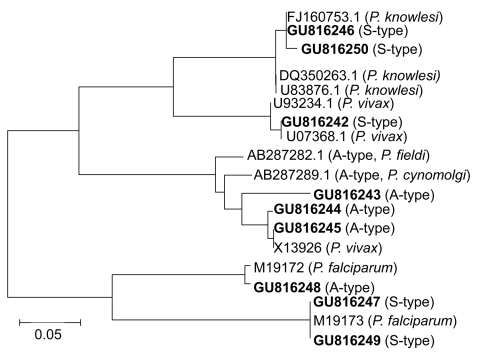 FJ160753.1 (P. knowlesi)
GU816246 (S-type)
GU816250 (S-type)
DQ350263.1 (P. knowlesi)
U83876.1 (P. knowlesi)
U93234.1 (P. vivax)
GU816242 (S-type)
U07368.1 (P. vivax)
AB287282.1 (A-type, P. fieldi)
AB287289.1 (A-type, P. cynomolgi)
GU816243 (A-type)
GU816244 (A-type)
GU816245 (A-type)
X13926 (P. vivax)
M19172 (P. falciparum)
GU816248 (A-type)
GU816247 (S-type)
M19173 (P. falciparum)
GU816249 (S-type)
0.05